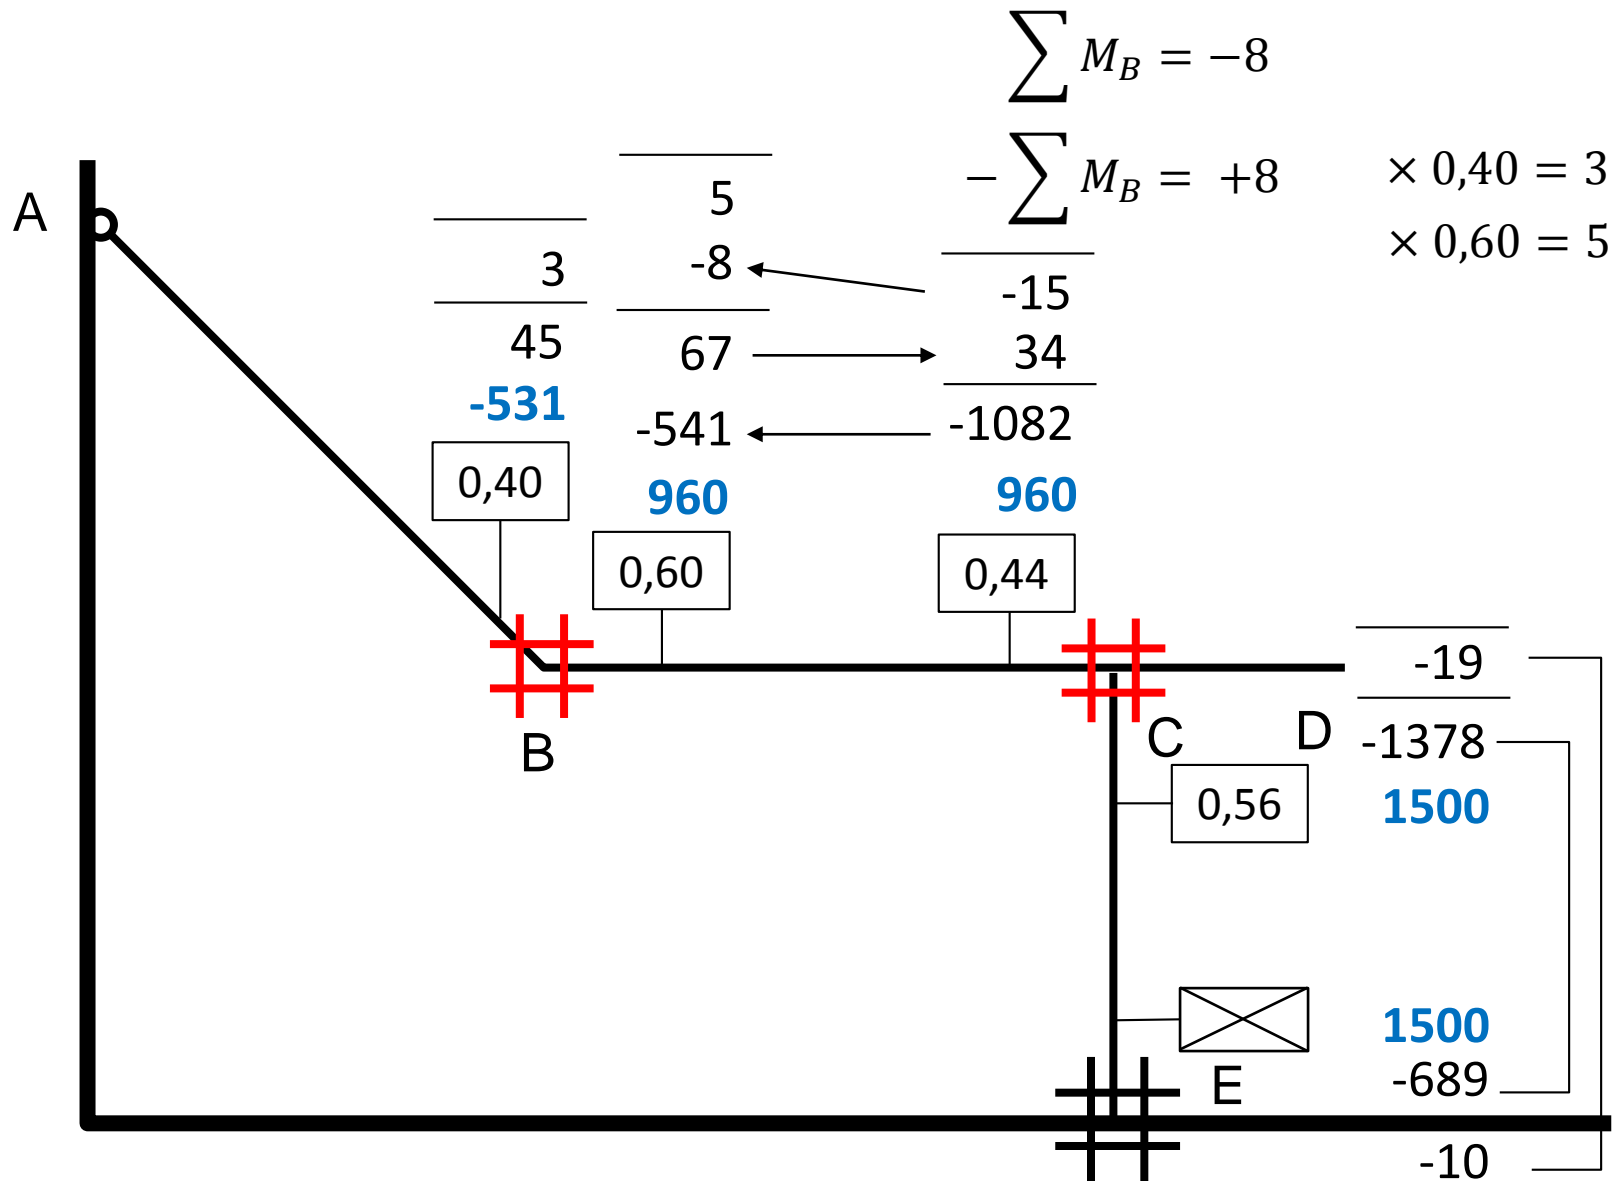 ∑ M_B = −8
− ∑ M_B = +8
× 0,40 = 3
× 0,60 = 5
A
3
45
-531
0,40
5
-8
67
-541
960
0,60
-15
34
-1082
960
0,44
B
C
D
-19
-1378
1500
0,56
1500
-689
E
-10